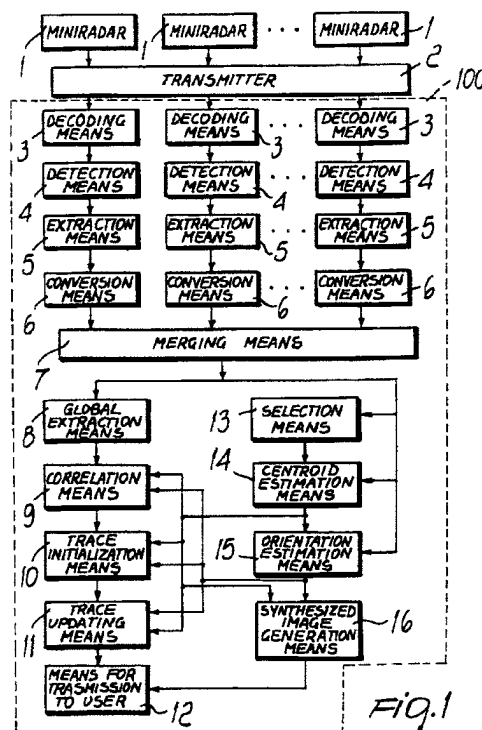 MINIRADAR MINIRADAR ... MINIRADAR 1
1 1
TRANSMITTER 2
100
DECODING MEANS 3 DECODING MEANS 3 ... DECODING MEANS 3
DETECTION MEANS 4 DETECTION MEANS 4 ... DETECTION MEANS 4
EXTRACTION MEANS 5 EXTRACTION MEANS 5 ... EXTRACTION MEANS 5
CONVERSION MEANS 6 CONVERSION MEANS 6 ... CONVERSION MEANS 6
MERGING MEANS
7
GLOBAL EXTRACTION MEANS
8
13
SELECTION MEANS
CORRELATION MEANS
9
14
CENTROID ESTIMATION MEANS
TRACE INITIALIZATION MEANS
10
15
ORIENTATION ESTIMATION MEANS
TRACE UPDATING MEANS
11
SYNTHESIZED IMAGE GENERATION MEANS
16
MEANS FOR TRASMISSION TO USER
12
Fig.1